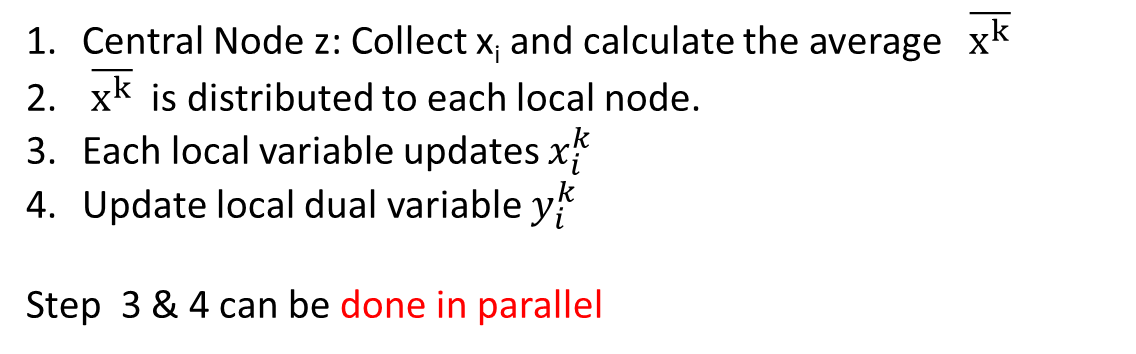 1. Central Node z: Collect xᵢ and calculate the average x̅ᵏ
2. x̅ᵏ is distributed to each local node.
3. Each local variable updates xᵢᵏ
4. Update local dual variable yᵢᵏ
Step 3 & 4 can be done in parallel